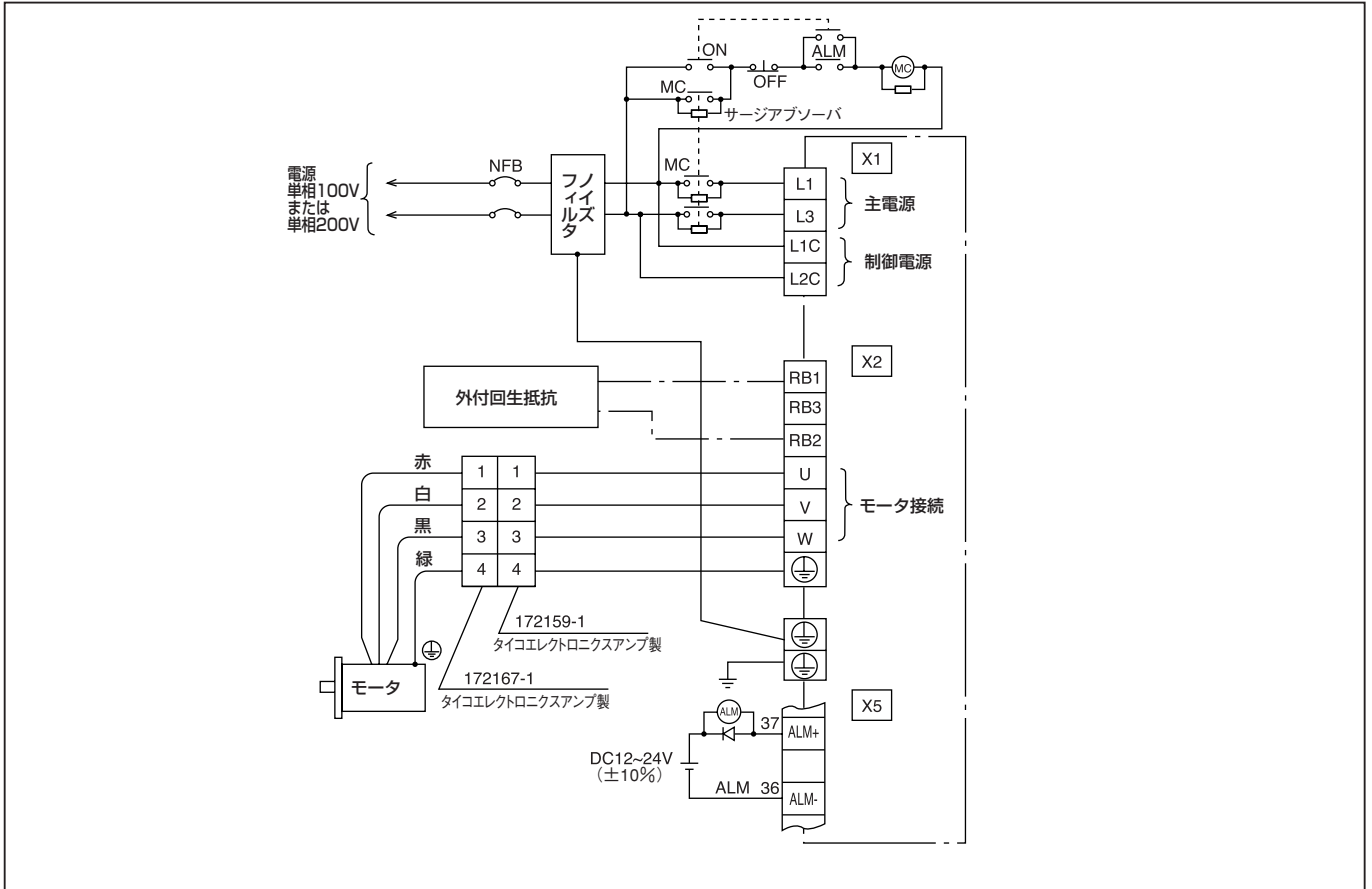 ON
ALM
MC
OFF
MC
サージアブソーバ
電源
単相100V
または
単相200V
NFB
ノイズ
フィルタ
MC
X1
L1
L3
主電源
L1C
L2C
制御電源
X2
RB1
外付回生抵抗
RB3
RB2
赤
1 1
U
白
2 2
V
モータ接続
黒
3 3
W
緑
4 4
172159-1
タイコエレクトロニクスアンプ製
172167-1
タイコエレクトロニクスアンプ製
モータ
X5
ALM
37
ALM+
DC12~24V
(±10%)
ALM 36
ALM-